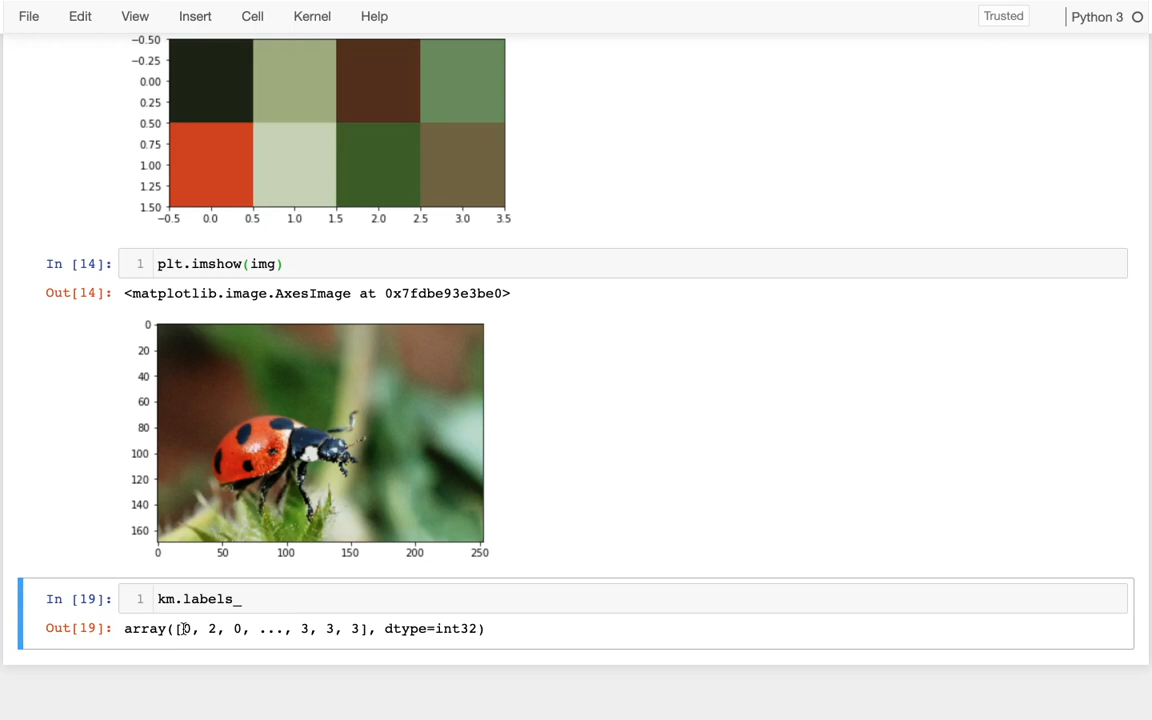 File Edit View Insert Cell Kernel Help Trusted Python 3
−0.50
−0.25
0.00
0.25
0.50
0.75
1.00
1.25
1.50
−0.5 0.0 0.5 1.0 1.5 2.0 2.5 3.0 3.5
In [14]: 1 plt.imshow(img)
Out[14]: <matplotlib.image.AxesImage at 0x7fdbe93e3be0>
0
20
40
60
80
100
120
140
160
0 50 100 150 200 250
In [19]: 1 km.labels_
Out[19]: array([0, 2, 0, ..., 3, 3, 3], dtype=int32)